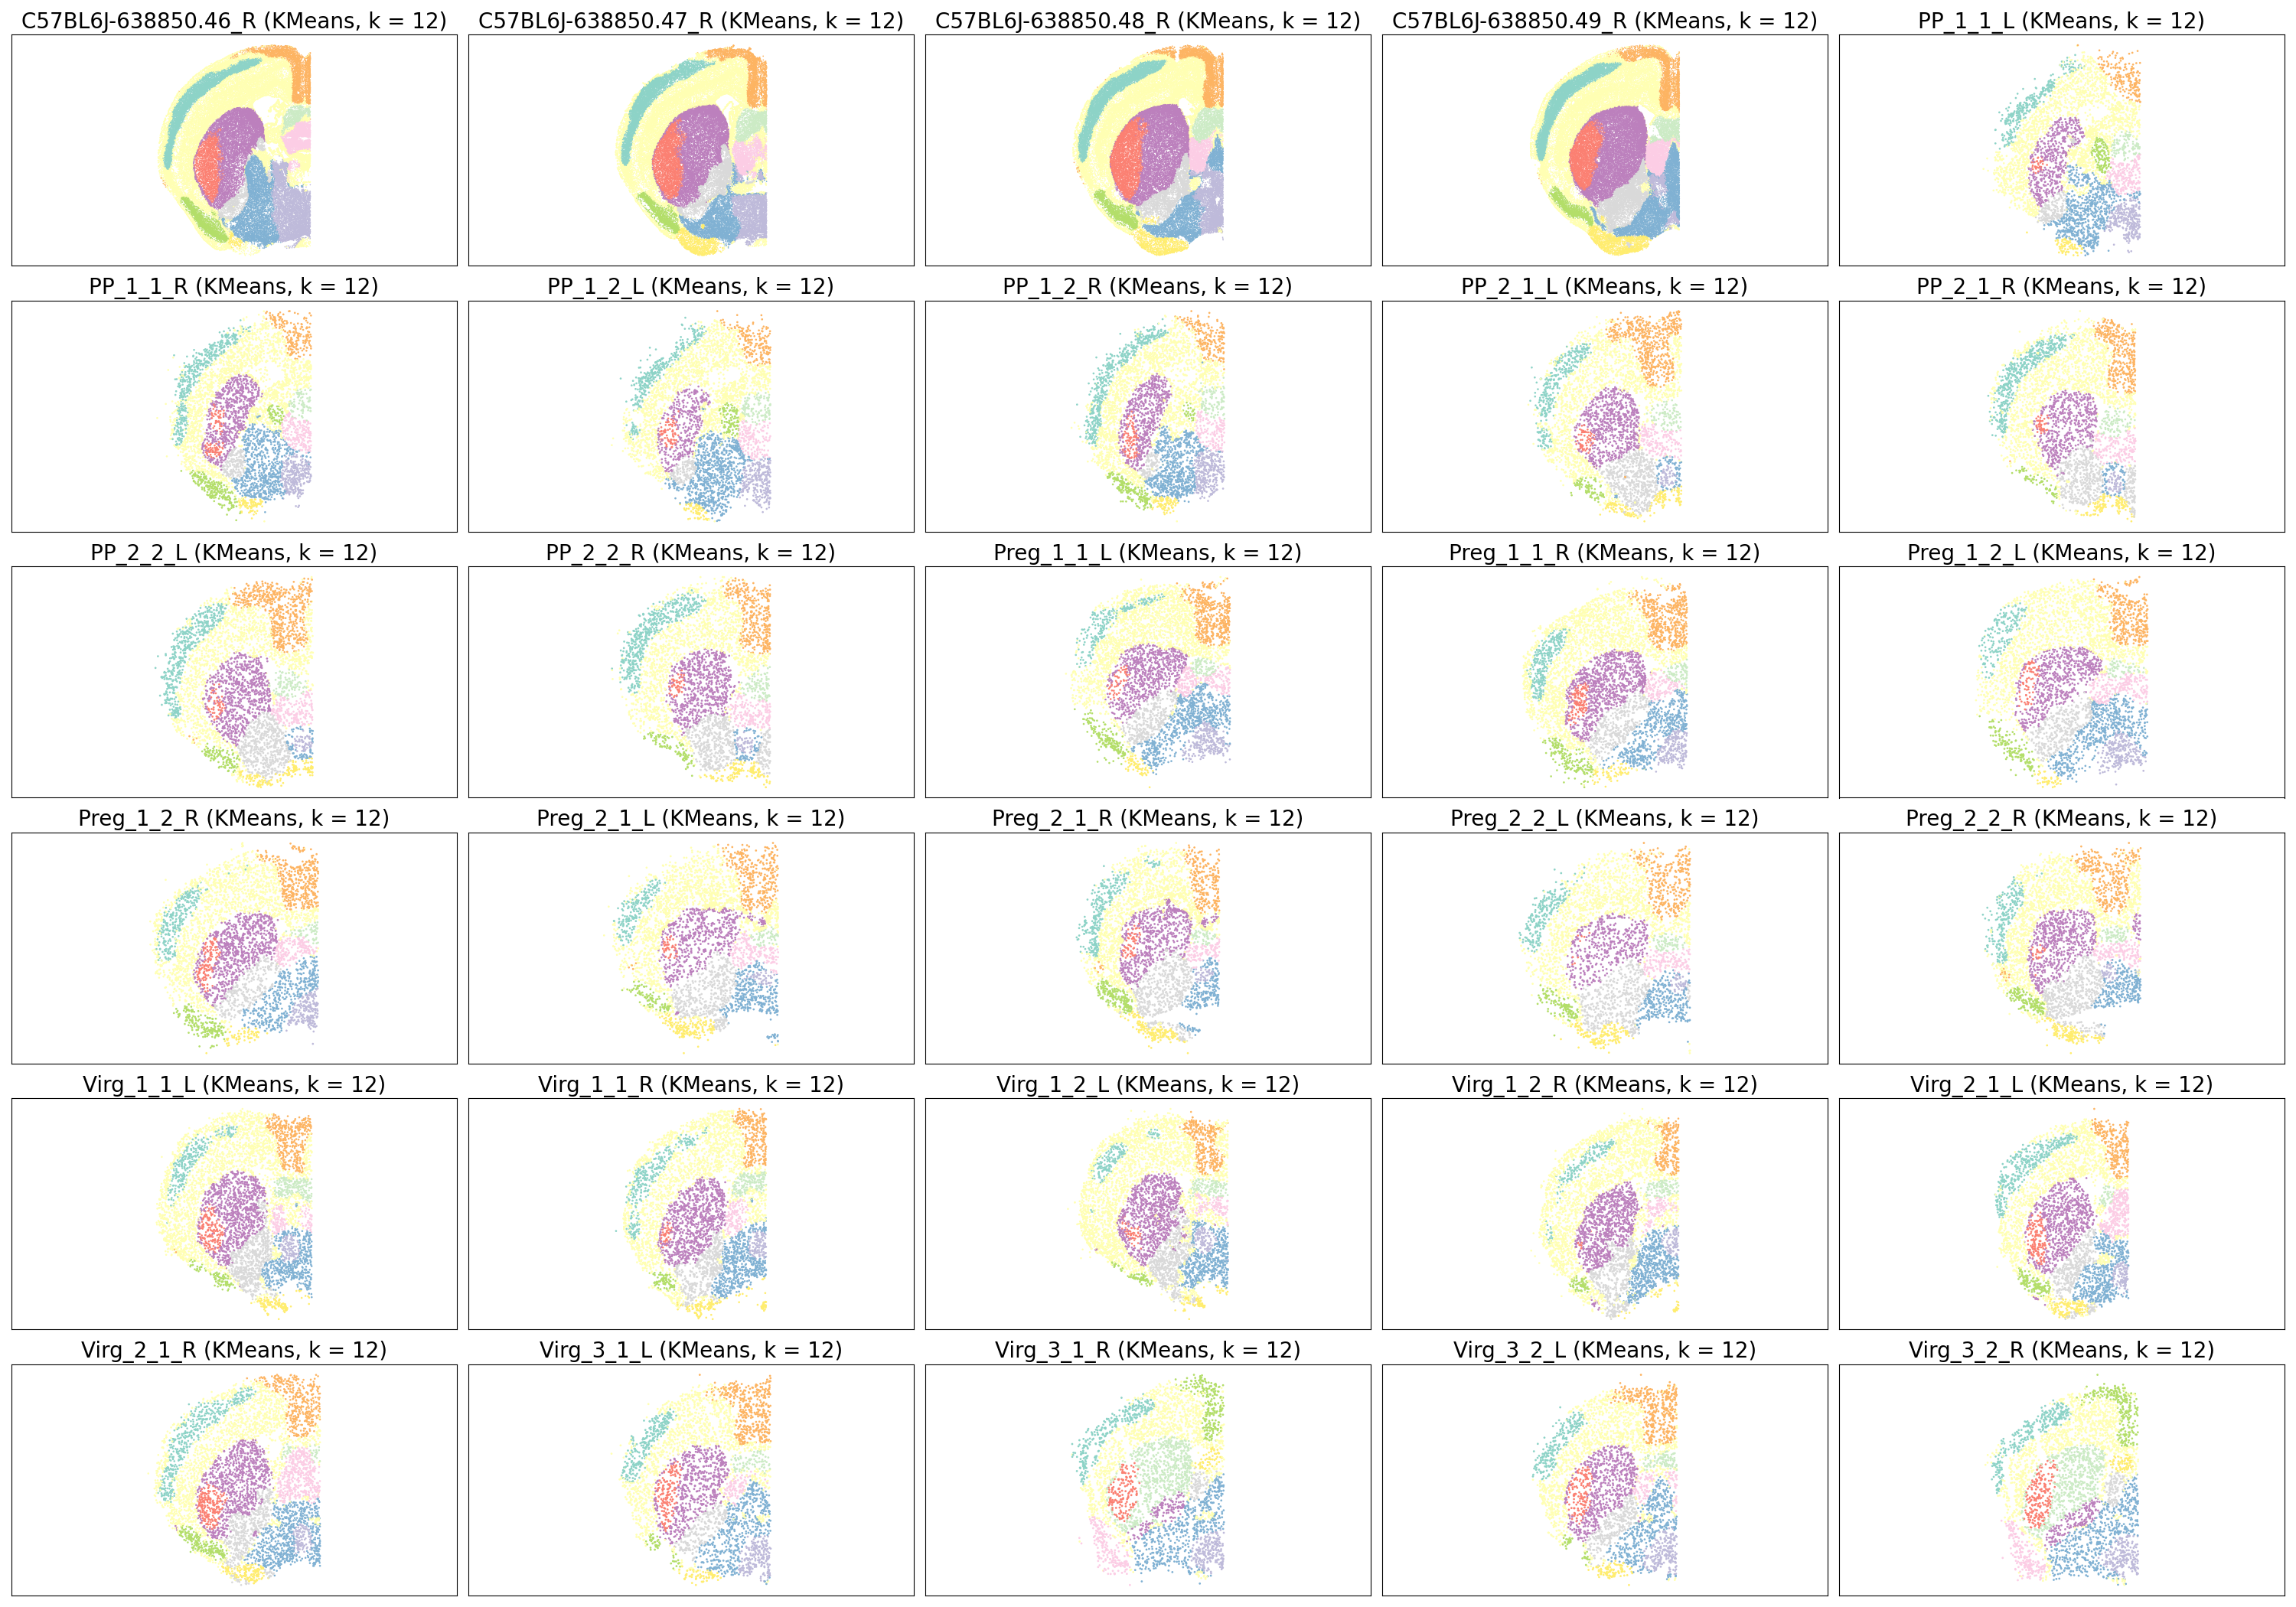 C57BL6J-638850.46_R (KMeans, k = 12)
C57BL6J-638850.47_R (KMeans, k = 12)
C57BL6J-638850.48_R (KMeans, k = 12)
C57BL6J-638850.49_R (KMeans, k = 12)
PP_1_1_L (KMeans, k = 12)
PP_1_1_R (KMeans, k = 12)
PP_1_2_L (KMeans, k = 12)
PP_1_2_R (KMeans, k = 12)
PP_2_1_L (KMeans, k = 12)
PP_2_1_R (KMeans, k = 12)
PP_2_2_L (KMeans, k = 12)
PP_2_2_R (KMeans, k = 12)
Preg_1_1_L (KMeans, k = 12)
Preg_1_1_R (KMeans, k = 12)
Preg_1_2_L (KMeans, k = 12)
Preg_1_2_R (KMeans, k = 12)
Preg_2_1_L (KMeans, k = 12)
Preg_2_1_R (KMeans, k = 12)
Preg_2_2_L (KMeans, k = 12)
Preg_2_2_R (KMeans, k = 12)
Virg_1_1_L (KMeans, k = 12)
Virg_1_1_R (KMeans, k = 12)
Virg_1_2_L (KMeans, k = 12)
Virg_1_2_R (KMeans, k = 12)
Virg_2_1_L (KMeans, k = 12)
Virg_2_1_R (KMeans, k = 12)
Virg_3_1_L (KMeans, k = 12)
Virg_3_1_R (KMeans, k = 12)
Virg_3_2_L (KMeans, k = 12)
Virg_3_2_R (KMeans, k = 12)